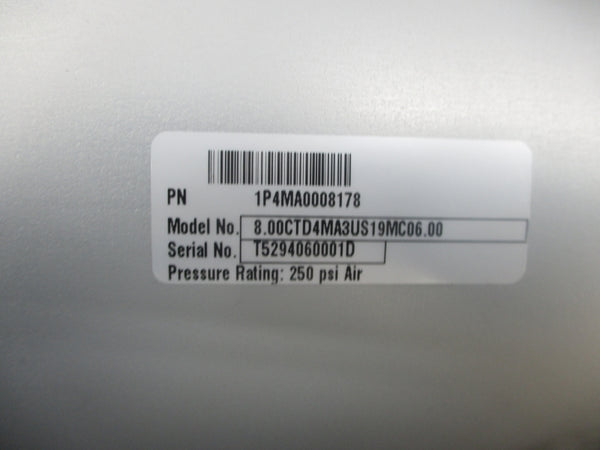 PN 1P4MA0008178
Model No. 8.00CTD4MA3US19MC06.00
Serial No. T5294060001D
Pressure Rating: 250 psi Air